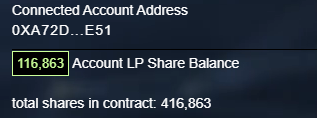 Connected Account Address
0XA72D...E51
116,863 Account LP Share Balance
total shares in contract: 416,863